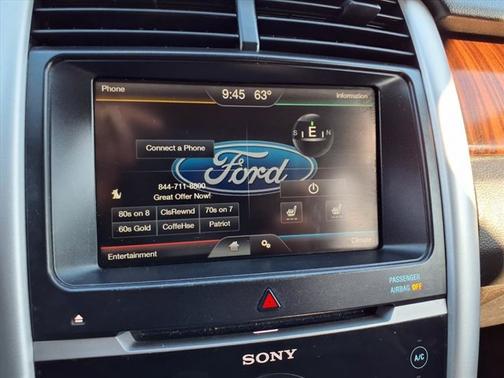 Phone
9:45 63°
Information
S E N
Connect a Phone
Ford
844-711-8800
Great Offer Now!
80s on 8 ClsRewnd 70s on 7
60s Gold CoffeHse Patriot
Entertainment
Climate
PASSENGER
AIRBAG OFF
SONY
A/C